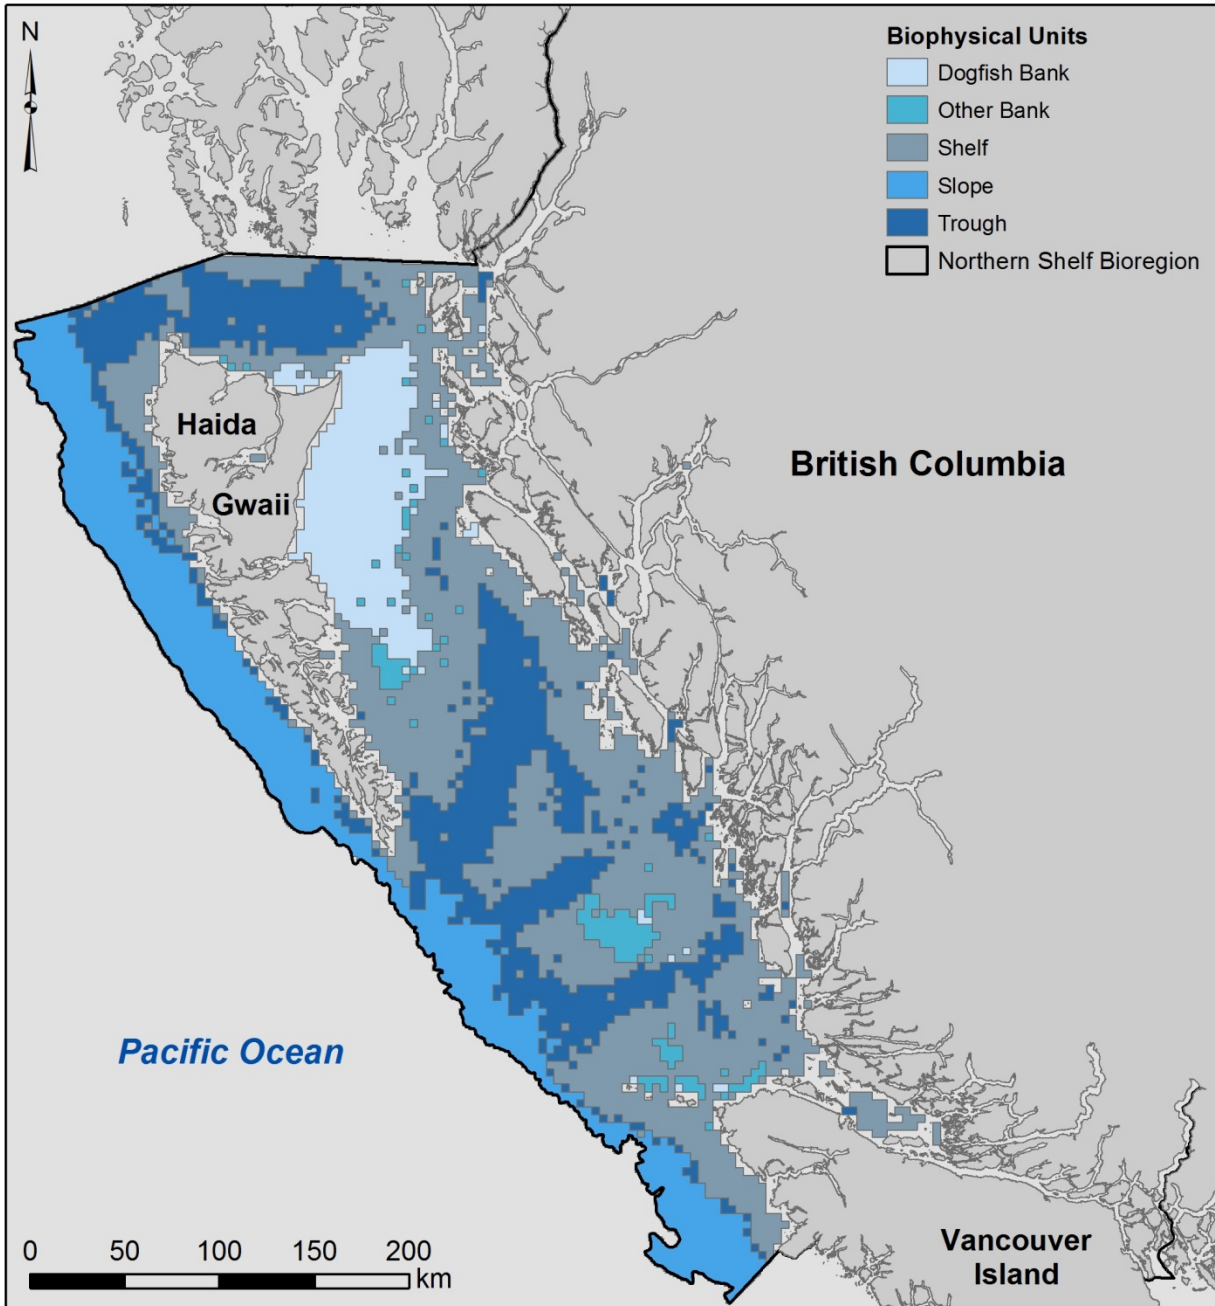 N
Biophysical Units
Dogfish Bank
Other Bank
Shelf
Slope
Trough
Northern Shelf Bioregion
Haida
Gwaii
British Columbia
Pacific Ocean
Vancouver
Island
0 50 100 150 200
km